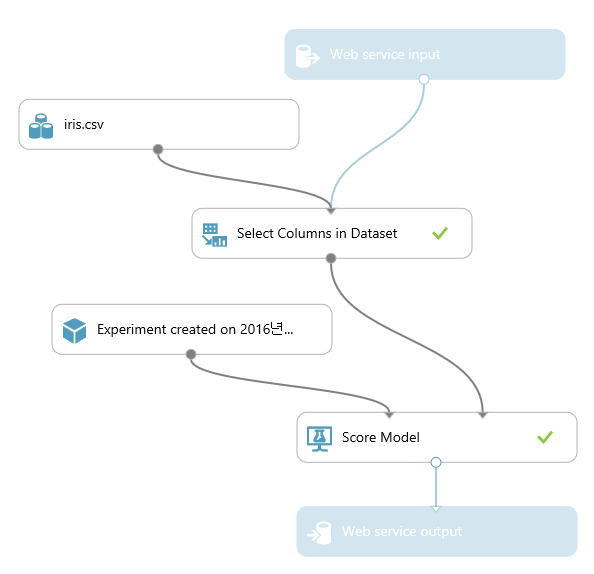 Web service input
iris.csv
Select Columns in Dataset
Experiment created on 2016년...
Score Model
Web service output